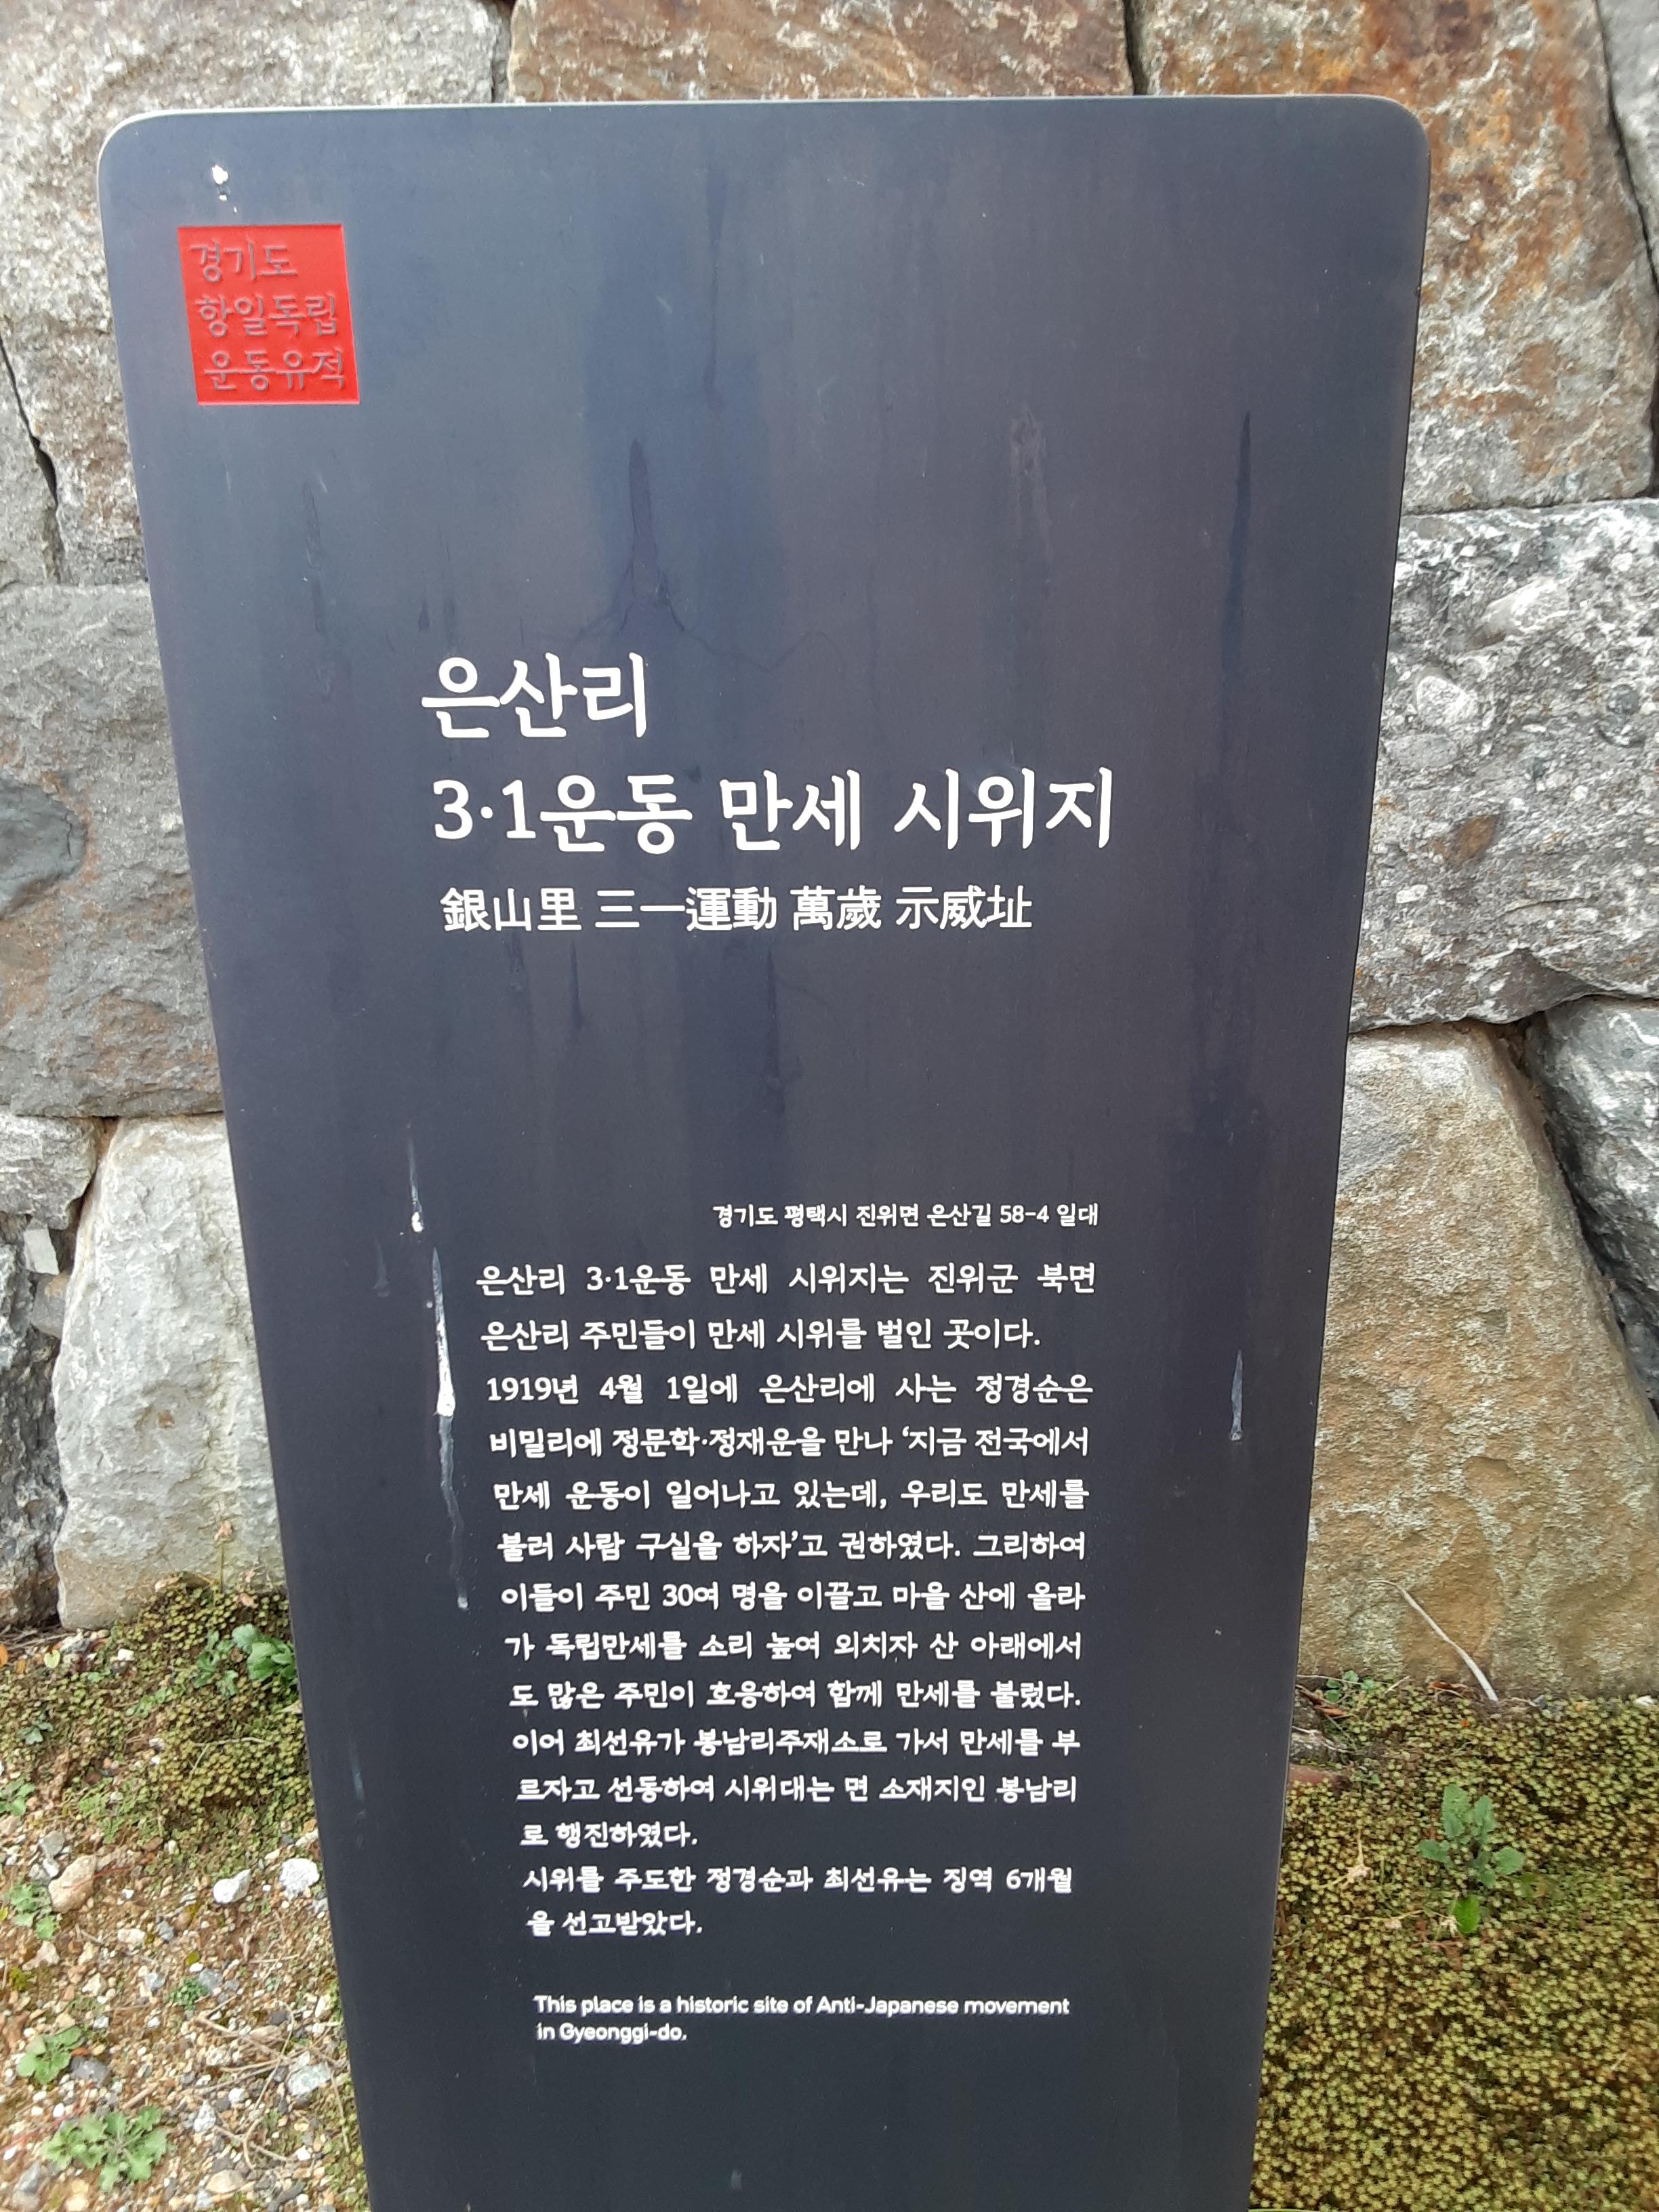 경기도
항일독립
운동유적
은산리
3·1운동 만세 시위지
銀山里 三一運動 萬歲 示威址
경기도 평택시 진위면 은산길 58-4 일대
은산리 3·1운동 만세 시위지는 진위군 북면
은산리 주민들이 만세 시위를 벌인 곳이다.
1919년 4월 1일에 은산리에 사는 정경순은
비밀리에 정문학·정재운을 만나 ‘지금 전국에서
만세 운동이 일어나고 있는데, 우리도 만세를
불러 사람 구실을 하자’고 권하였다. 그리하여
이들이 주민 30여 명을 이끌고 마을 산에 올라
가 독립만세를 소리 높여 외치자 산 아래에서
도 많은 주민이 호응하여 함께 만세를 불렀다.
이어 최선유가 봉남리주재소로 가서 만세를 부
르자고 선동하여 시위대는 면 소재지인 봉남리
로 행진하였다.
시위를 주도한 정경순과 최선유는 징역 6개월
을 선고받았다.
This place is a historic site of Anti-Japanese movement
in Gyeonggi-do.